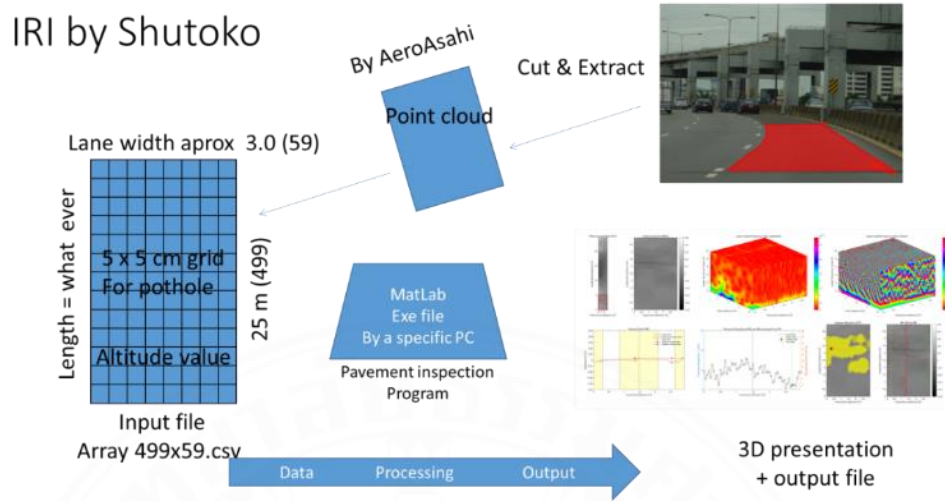 IRI by Shutoko
By AeroAsahi
Cut & Extract
Point cloud
Lane width aprox 3.0 (59)
Length = what ever
5 x 5 cm grid
For pothole
Altitude value
25 m (499)
Input file
Array 499x59.csv
MatLab
Exe file
By a specific PC
Pavement inspection
Program
Data Processing Output
3D presentation
+ output file